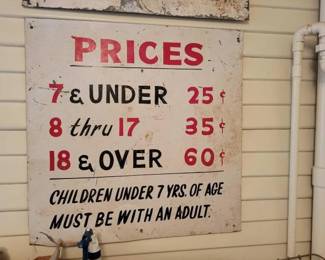 PRICES
7 & UNDER 25¢
8 thru 17 35¢
18 & OVER 60¢
CHILDREN UNDER 7 YRS. OF AGE
MUST BE WITH AN ADULT.